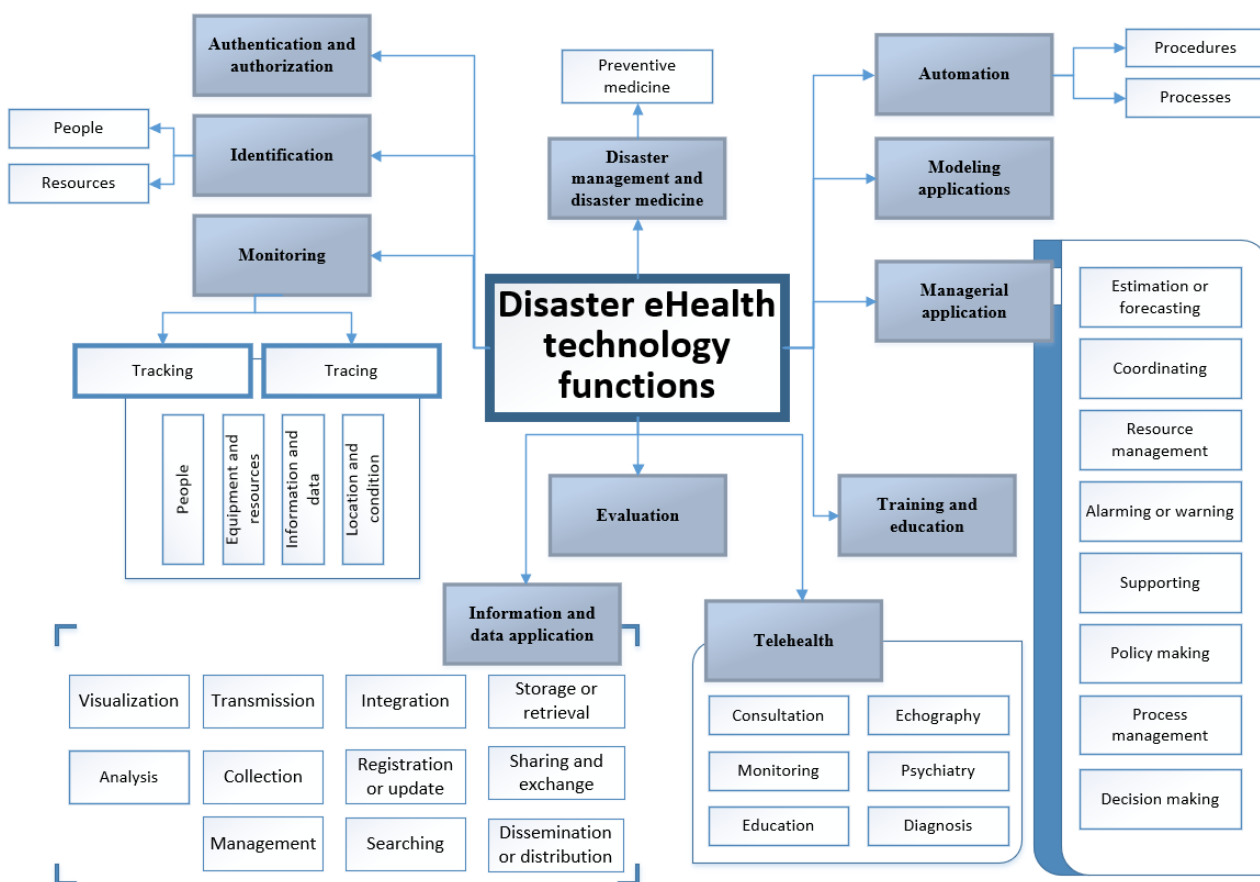 Authentication and
authorization
People
Resources
Identification
Monitoring
Tracking
Tracing
People
Equipment and
resources
Information and
data
Location and
condition
Preventive
medicine
Disaster
management and
disaster medicine
Disaster eHealth
technology
functions
Automation
Procedures
Processes
Modeling
applications
Managerial
application
Estimation or
forecasting
Coordinating
Resource
management
Alarming or warning
Supporting
Policy making
Process
management
Decision making
Training and
education
Evaluation
Information and
data application
Visualization
Transmission
Integration
Storage or
retrieval
Analysis
Collection
Registration
or update
Sharing and
exchange
Management
Searching
Dissemination
or distribution
Telehealth
Consultation
Echography
Monitoring
Psychiatry
Education
Diagnosis